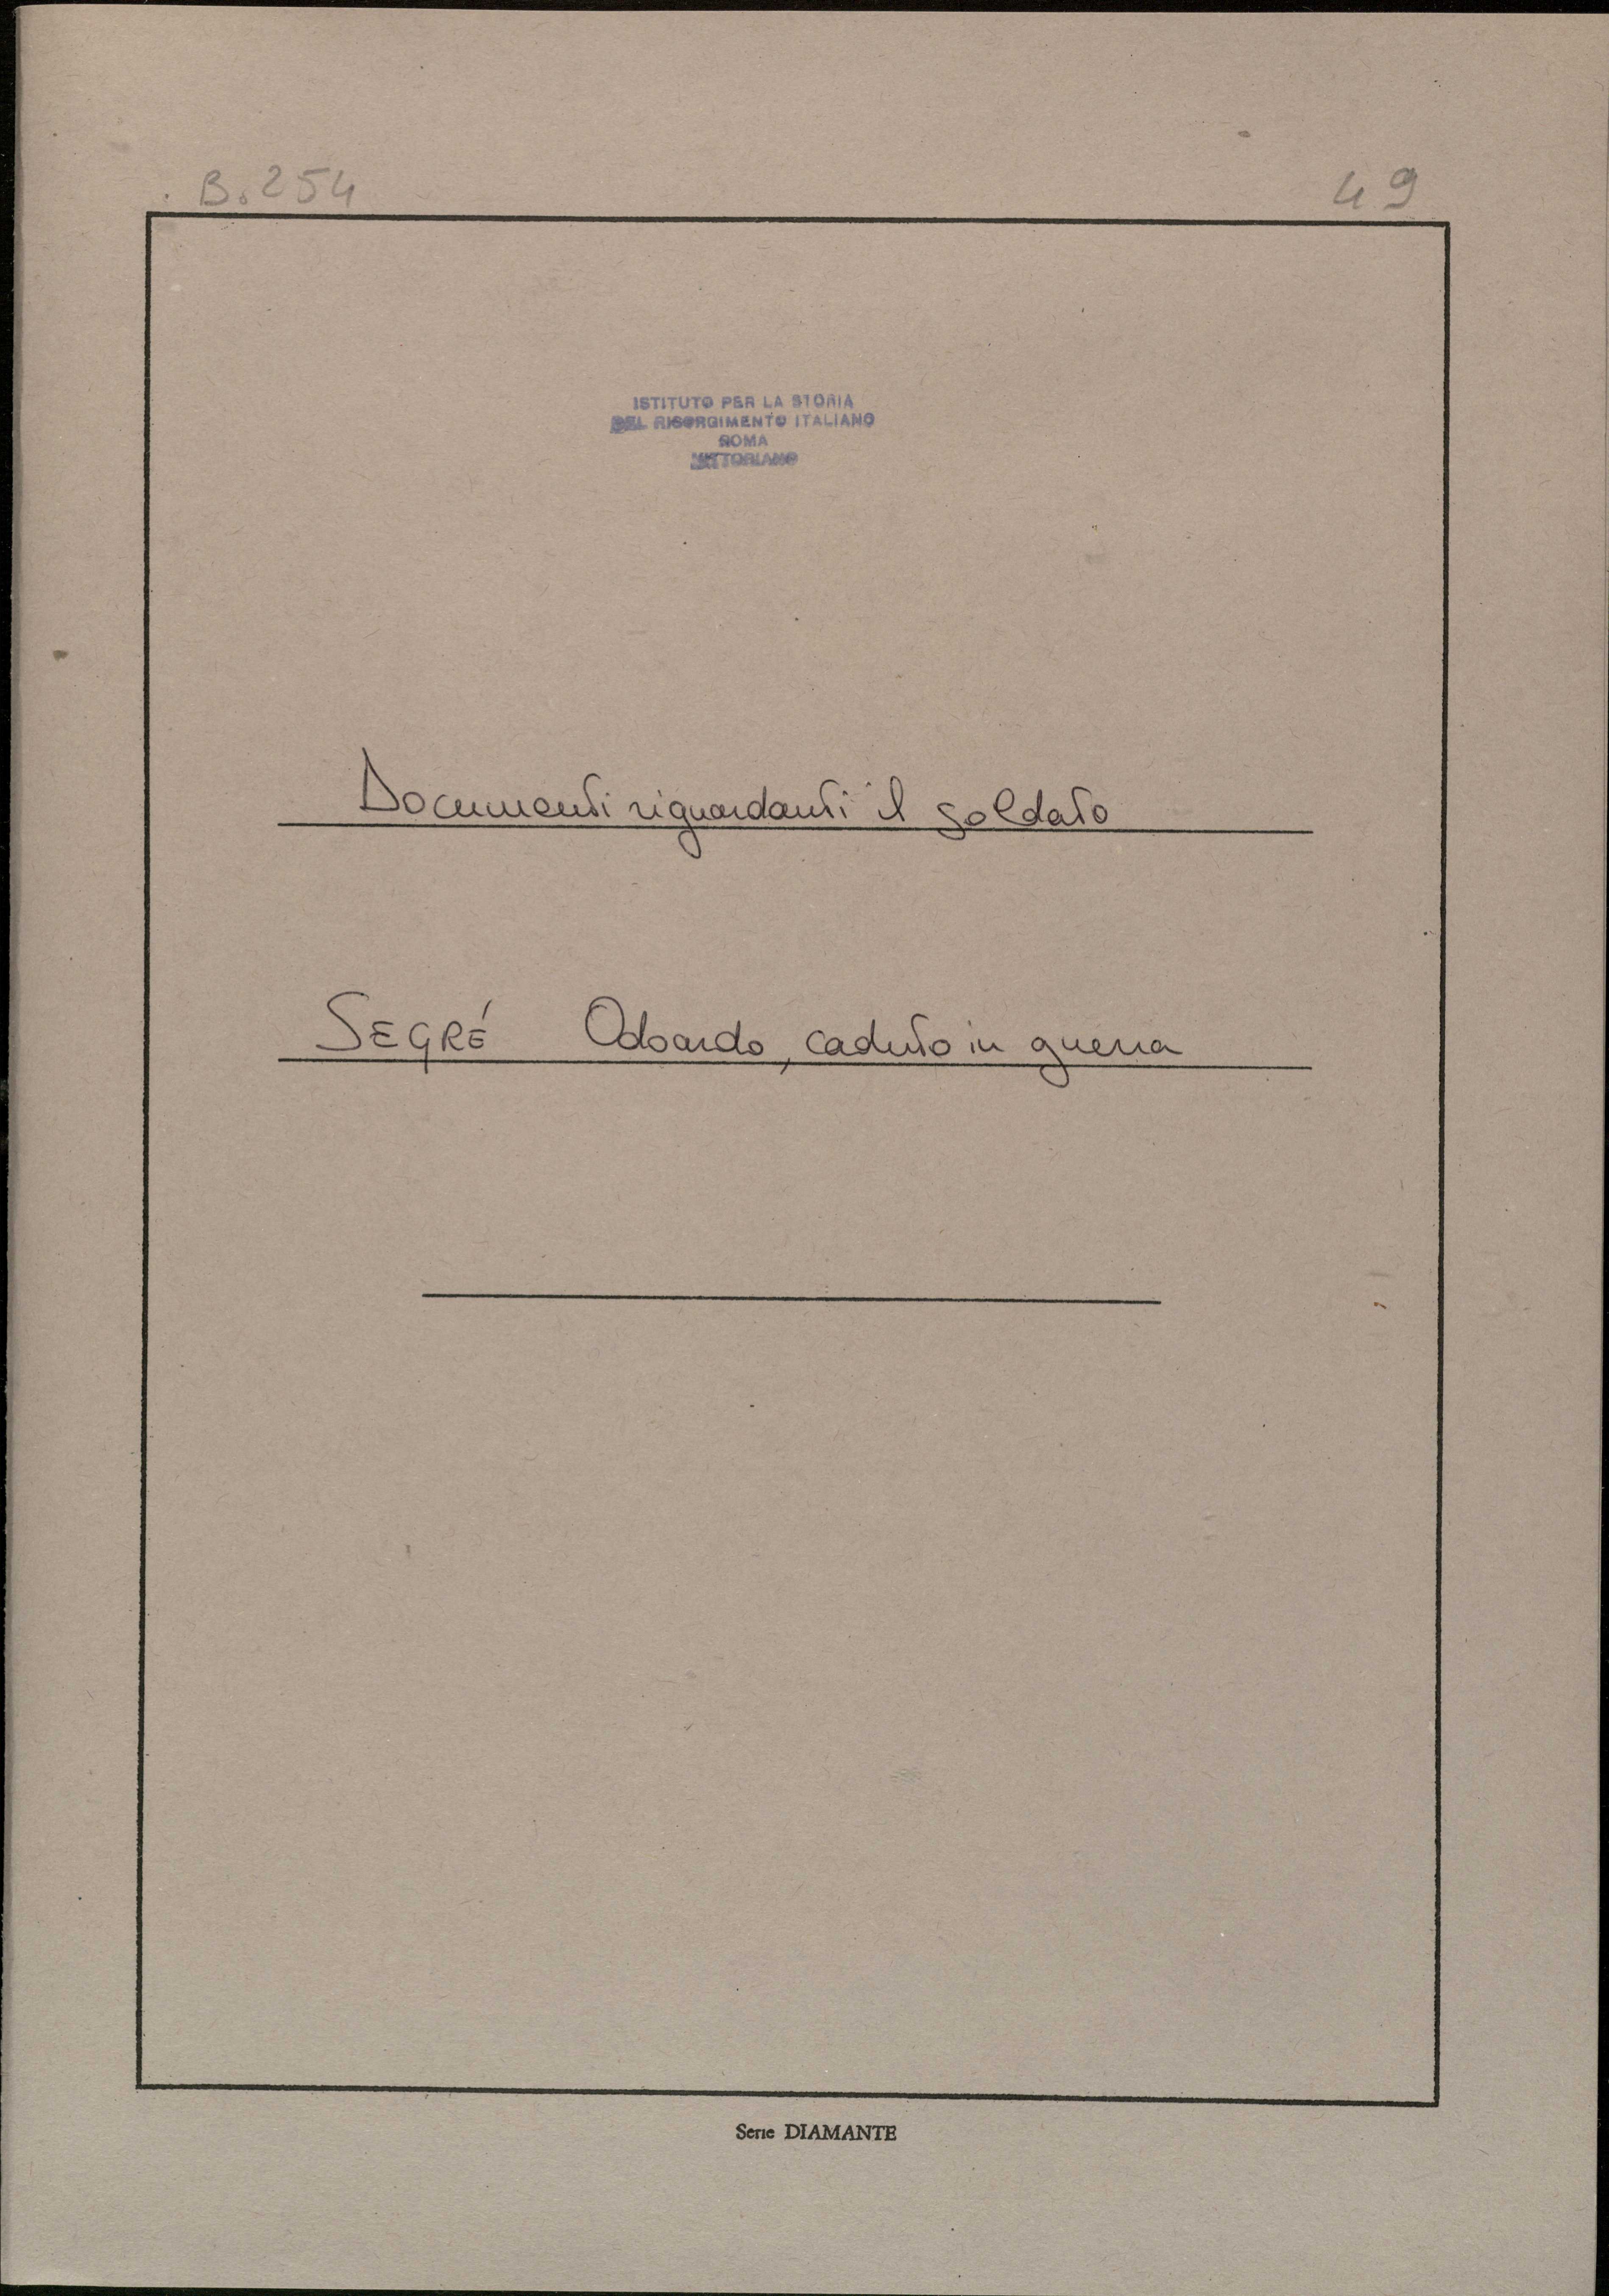 B. 254
49
ISTITUTO PER LA STORIA
DEL RISORGIMENTO ITALIANO
ROMA
VITTORIANO
Documenti riguardanti il soldato
SEGRÉ Odoardo, caduto in guerra
Serie DIAMANTE